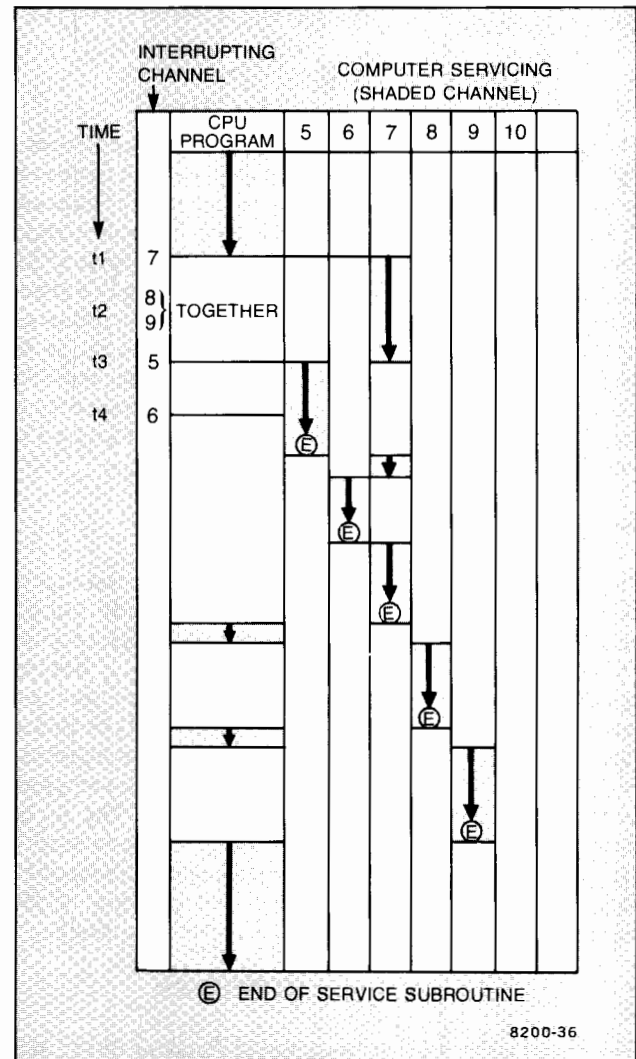 INTERRUPTING
CHANNEL
COMPUTER SERVICING
(SHADED CHANNEL)
TIME
CPU
PROGRAM
5 6 7 8 9 10
t1 7
t2 8 9 } TOGETHER
t3 5
t4 6
E
E
E
E
E
Ⓔ END OF SERVICE SUBROUTINE
8200-36